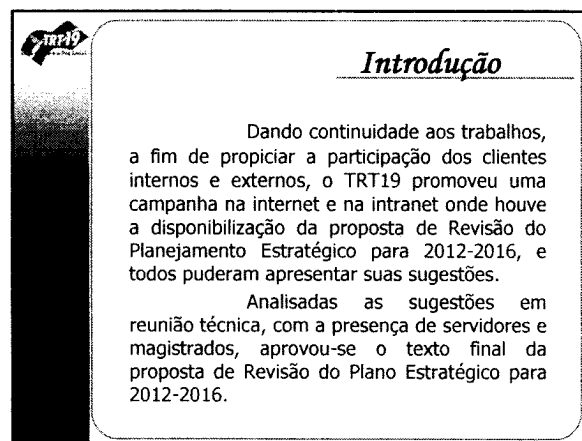 TRT-19
Introdução
Dando continuidade aos trabalhos,
a fim de propiciar a participação dos clientes
internos e externos, o TRT19 promoveu uma
campanha na internet e na intranet onde houve
a disponibilização da proposta de Revisão do
Planejamento Estratégico para 2012-2016, e
todos puderam apresentar suas sugestões.
Analisadas as sugestões em
reunião técnica, com a presença de servidores e
magistrados, aprovou-se o texto final da
proposta de Revisão do Plano Estratégico para
2012-2016.